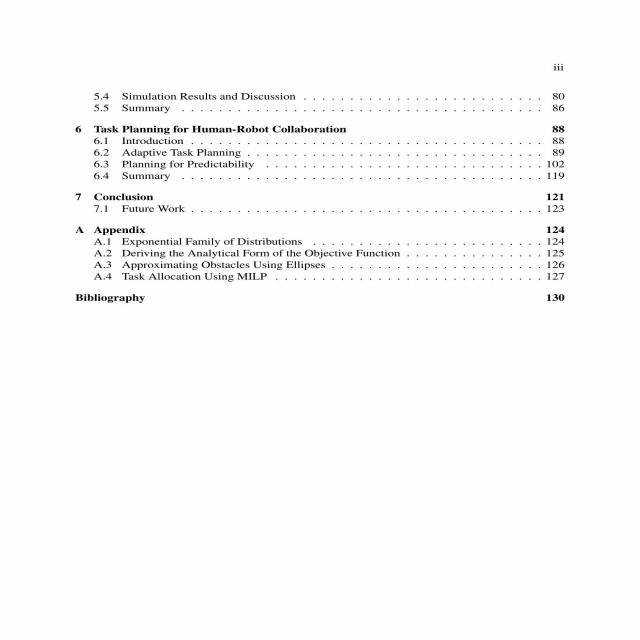 iii
5.4 Simulation Results and Discussion . . . . . . . . . . . . . . . . . . . . . . . . . . 80
5.5 Summary . . . . . . . . . . . . . . . . . . . . . . . . . . . . . . . . . . . . . . . 86
6 Task Planning for Human-Robot Collaboration 88
6.1 Introduction . . . . . . . . . . . . . . . . . . . . . . . . . . . . . . . . . . . . . . 88
6.2 Adaptive Task Planning . . . . . . . . . . . . . . . . . . . . . . . . . . . . . . . . 89
6.3 Planning for Predictability . . . . . . . . . . . . . . . . . . . . . . . . . . . . . . 102
6.4 Summary . . . . . . . . . . . . . . . . . . . . . . . . . . . . . . . . . . . . . . . 119
7 Conclusion 121
7.1 Future Work . . . . . . . . . . . . . . . . . . . . . . . . . . . . . . . . . . . . . . 123
A Appendix 124
A.1 Exponential Family of Distributions . . . . . . . . . . . . . . . . . . . . . . . . . 124
A.2 Deriving the Analytical Form of the Objective Function . . . . . . . . . . . . . . . 125
A.3 Approximating Obstacles Using Ellipses . . . . . . . . . . . . . . . . . . . . . . . 126
A.4 Task Allocation Using MILP . . . . . . . . . . . . . . . . . . . . . . . . . . . . . 127
Bibliography 130